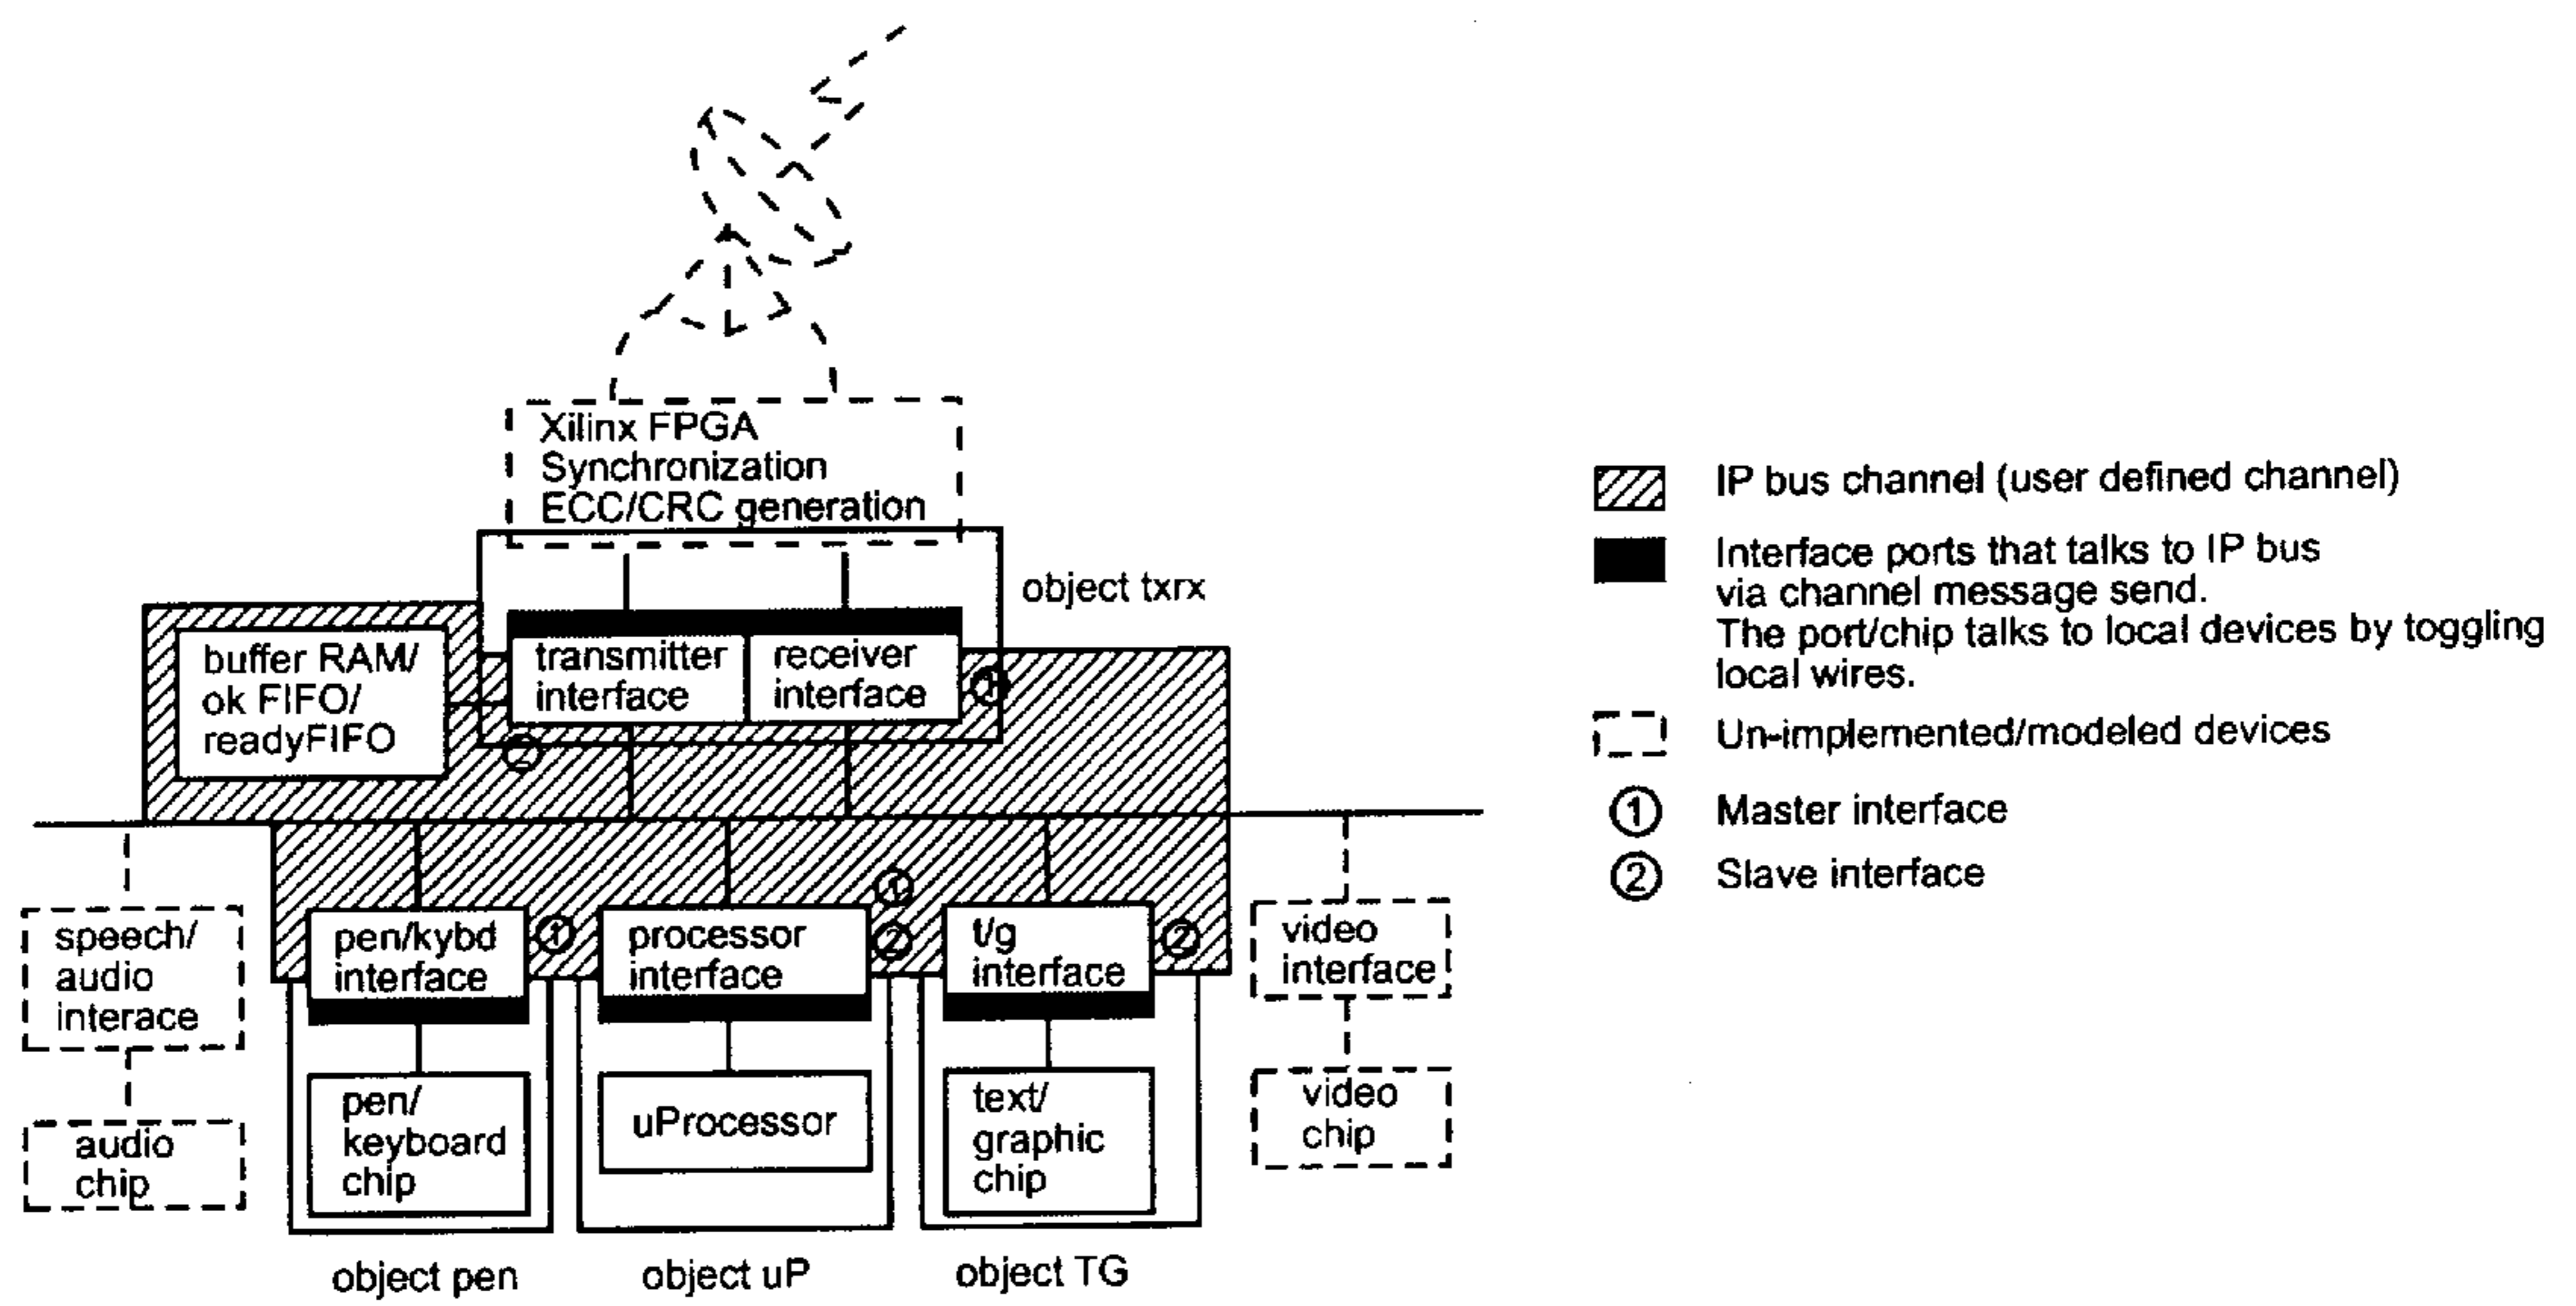 Xilinx FPGA
Synchronization
ECC/CRC generation
object txrx
buffer RAM/
ok FIFO/
readyFIFO
transmitter
interface
receiver
interface
1
2
speech/
audio
interace
audio
chip
pen/kybd
interface
1
pen/
keyboard
chip
object pen
processor
interface
1
2
uProcessor
object uP
t/g
interface
2
text/
graphic
chip
object TG
video
interface
video
chip
IP bus channel (user defined channel)
Interface ports that talks to IP bus
via channel message send.
The port/chip talks to local devices by toggling
local wires.
Un-implemented/modeled devices
1 Master interface
2 Slave interface